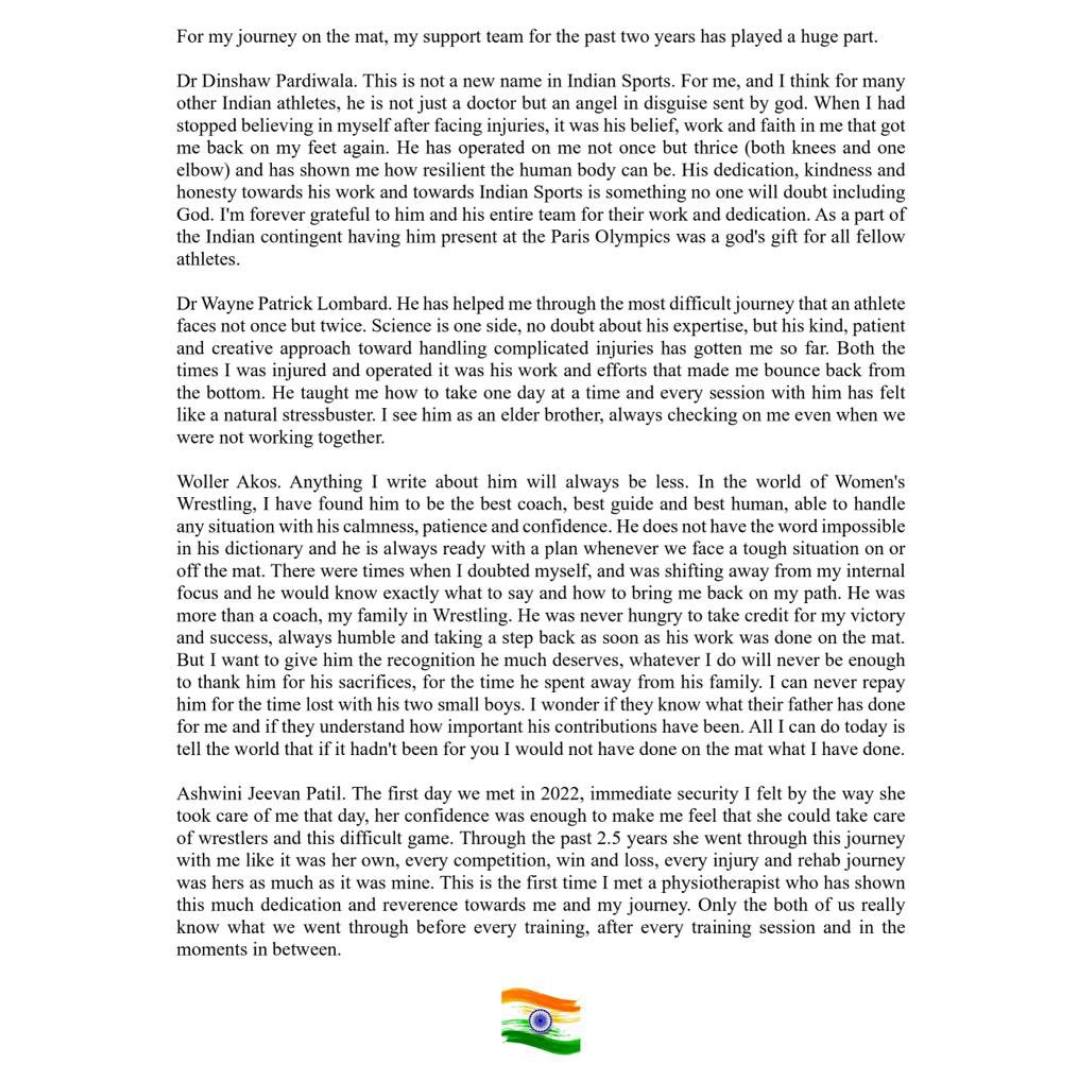 For my journey on the mat, my support team for the past two years has played a huge part.
Dr Dinshaw Pardiwala. This is not a new name in Indian Sports. For me, and I think for many
other Indian athletes, he is not just a doctor but an angel in disguise sent by god. When I had
stopped believing in myself after facing injuries, it was his belief, work and faith in me that got
me back on my feet again. He has operated on me not once but thrice (both knees and one
elbow) and has shown me how resilient the human body can be. His dedication, kindness and
honesty towards his work and towards Indian Sports is something no one will doubt including
God. I'm forever grateful to him and his entire team for their work and dedication. As a part of
the Indian contingent having him present at the Paris Olympics was a god's gift for all fellow
athletes.
Dr Wayne Patrick Lombard. He has helped me through the most difficult journey that an athlete
faces not once but twice. Science is one side, no doubt about his expertise, but his kind, patient
and creative approach toward handling complicated injuries has gotten me so far. Both the
times I was injured and operated it was his work and efforts that made me bounce back from
the bottom. He taught me how to take one day at a time and every session with him has felt
like a natural stressbuster. I see him as an elder brother, always checking on me even when we
were not working together.
Woller Akos. Anything I write about him will always be less. In the world of Women's
Wrestling, I have found him to be the best coach, best guide and best human, able to handle
any situation with his calmness, patience and confidence. He does not have the word impossible
in his dictionary and he is always ready with a plan whenever we face a tough situation on or
off the mat. There were times when I doubted myself, and was shifting away from my internal
focus and he would know exactly what to say and how to bring me back on my path. He was
more than a coach, my family in Wrestling. He was never hungry to take credit for my victory
and success, always humble and taking a step back as soon as his work was done on the mat.
But I want to give him the recognition he much deserves, whatever I do will never be enough
to thank him for his sacrifices, for the time he spent away from his family. I can never repay
him for the time lost with his two small boys. I wonder if they know what their father has done
for me and if they understand how important his contributions have been. All I can do today is
tell the world that if it hadn't been for you I would not have done on the mat what I have done.
Ashwini Jeevan Patil. The first day we met in 2022, immediate security I felt by the way she
took care of me that day, her confidence was enough to make me feel that she could take care
of wrestlers and this difficult game. Through the past 2.5 years she went through this journey
with me like it was her own, every competition, win and loss, every injury and rehab journey
was hers as much as it was mine. This is the first time I met a physiotherapist who has shown
this much dedication and reverence towards me and my journey. Only the both of us really
know what we went through before every training, after every training session and in the
moments in between.